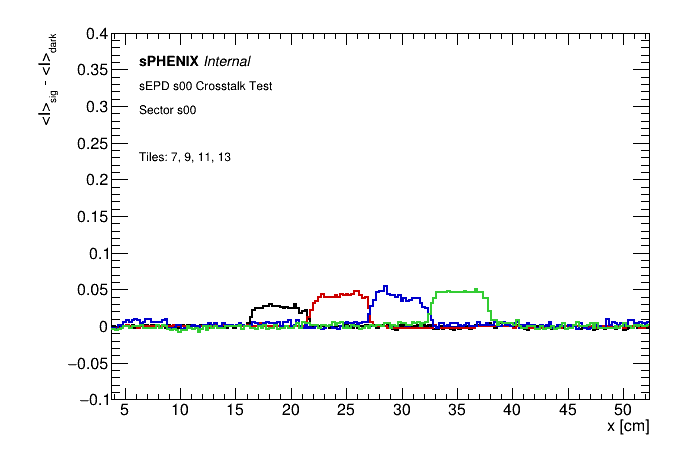 <I>sig - <I>dark
0.4
0.35
0.3
0.25
0.2
0.15
0.1
0.05
0
−0.05
−0.1
sPHENIX Internal
sEPD s00 Crosstalk Test
Sector s00
Tiles: 7, 9, 11, 13
5 10 15 20 25 30 35 40 45 50
x [cm]